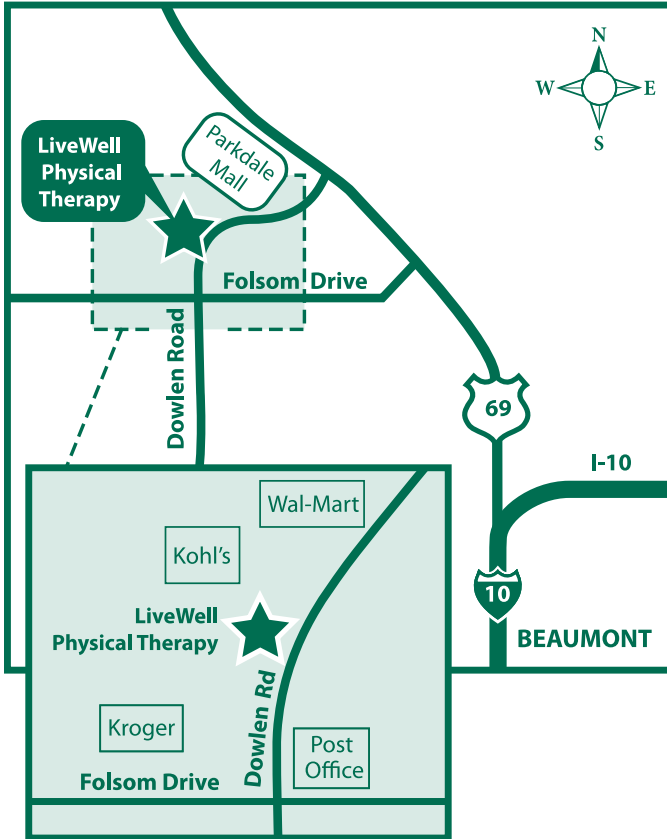 N
W
E
S
LiveWell
Physical
Therapy
Parkdale
Mall
Folsom Drive
Dowlen Road
69
I-10
10
BEAUMONT
Wal-Mart
Kohl's
LiveWell
Physical Therapy
Dowlen Rd
Kroger
Post
Office
Folsom Drive